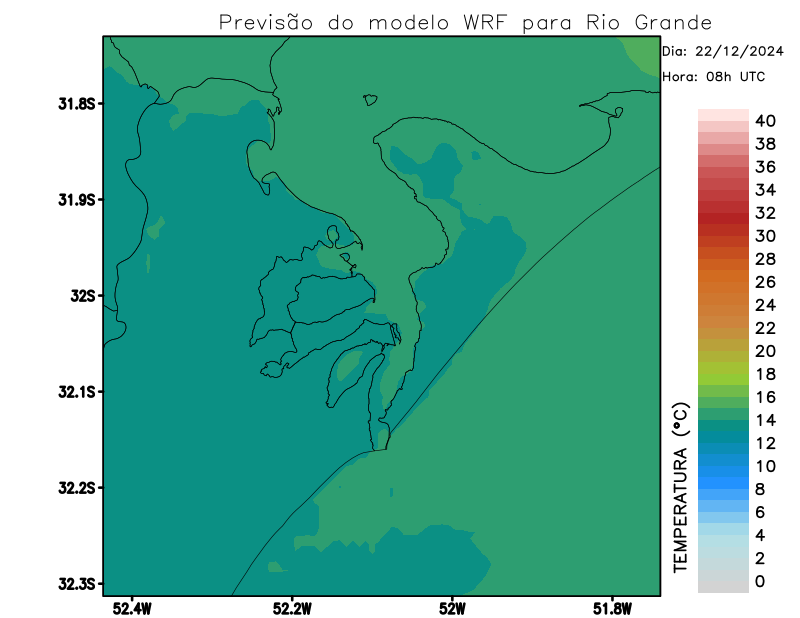 Previsão do modelo WRF para Rio Grande
Dia: 22/12/2024
Hora: 08h UTC
31.8S
31.9S
32S
32.1S
32.2S
32.3S
52.4W
52.2W
52W
51.8W
TEMPERATURA (°C)
40
38
36
34
32
30
28
26
24
22
20
18
16
14
12
10
8
6
4
2
0